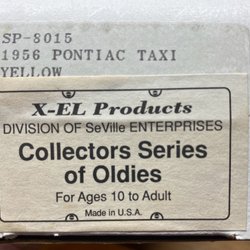 SP-8015
1956 PONTIAC TAXI
YELLOW
X-EL Products
DIVISION OF SeVille ENTERPRISES
Collectors Series
of Oldies
For Ages 10 to Adult
Made in U.S.A.